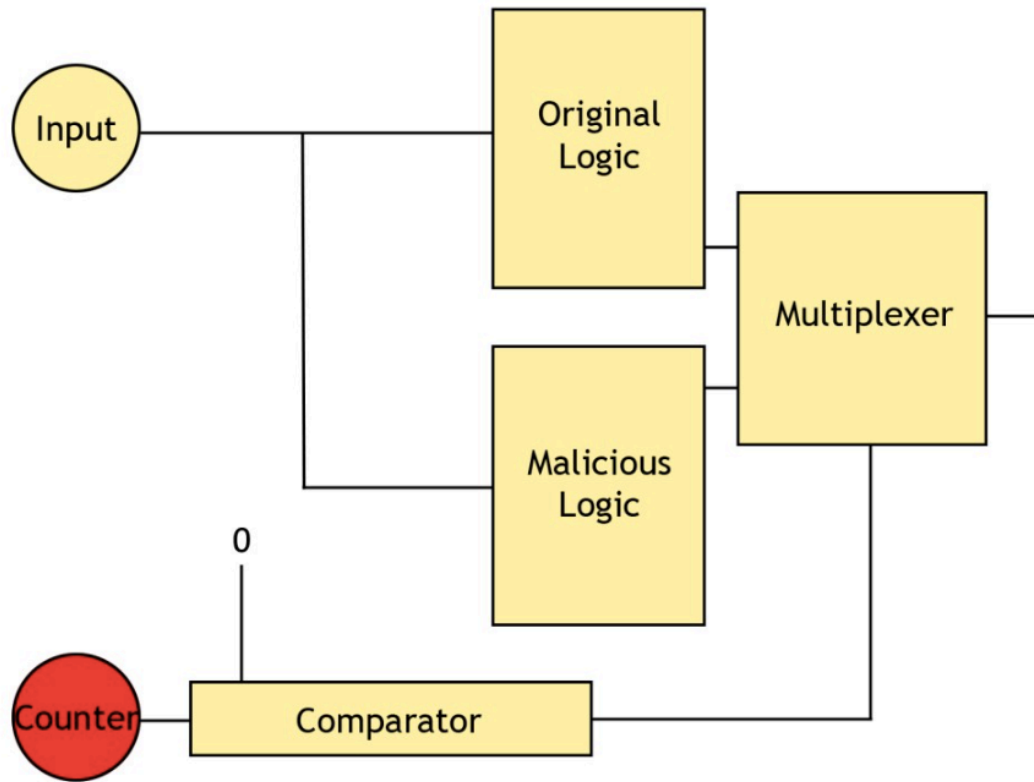 Input
Original
Logic
Multiplexer
Malicious
Logic
0
Counter
Comparator